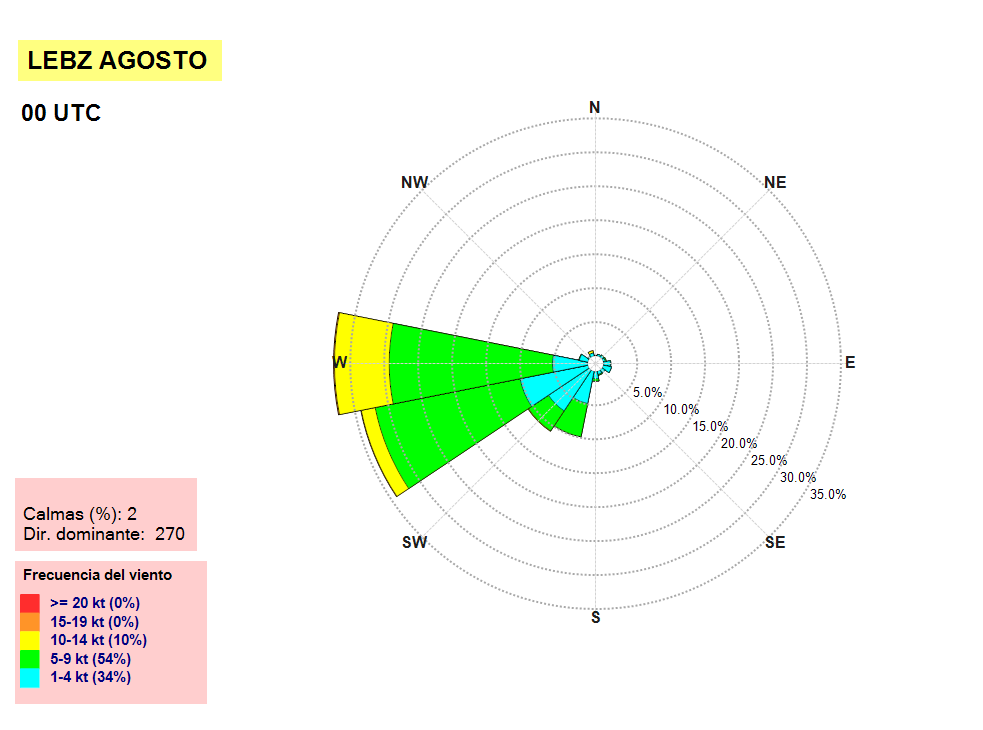 LEBZ AGOSTO
00 UTC
N
NW
NE
W
E
5.0%
10.0%
15.0%
20.0%
25.0%
30.0%
35.0%
SW
SE
S
Calmas (%): 2
Dir. dominante:  270
Frecuencia del viento
>= 20 kt (0%)
15-19 kt (0%)
10-14 kt (10%)
5-9 kt (54%)
1-4 kt (34%)